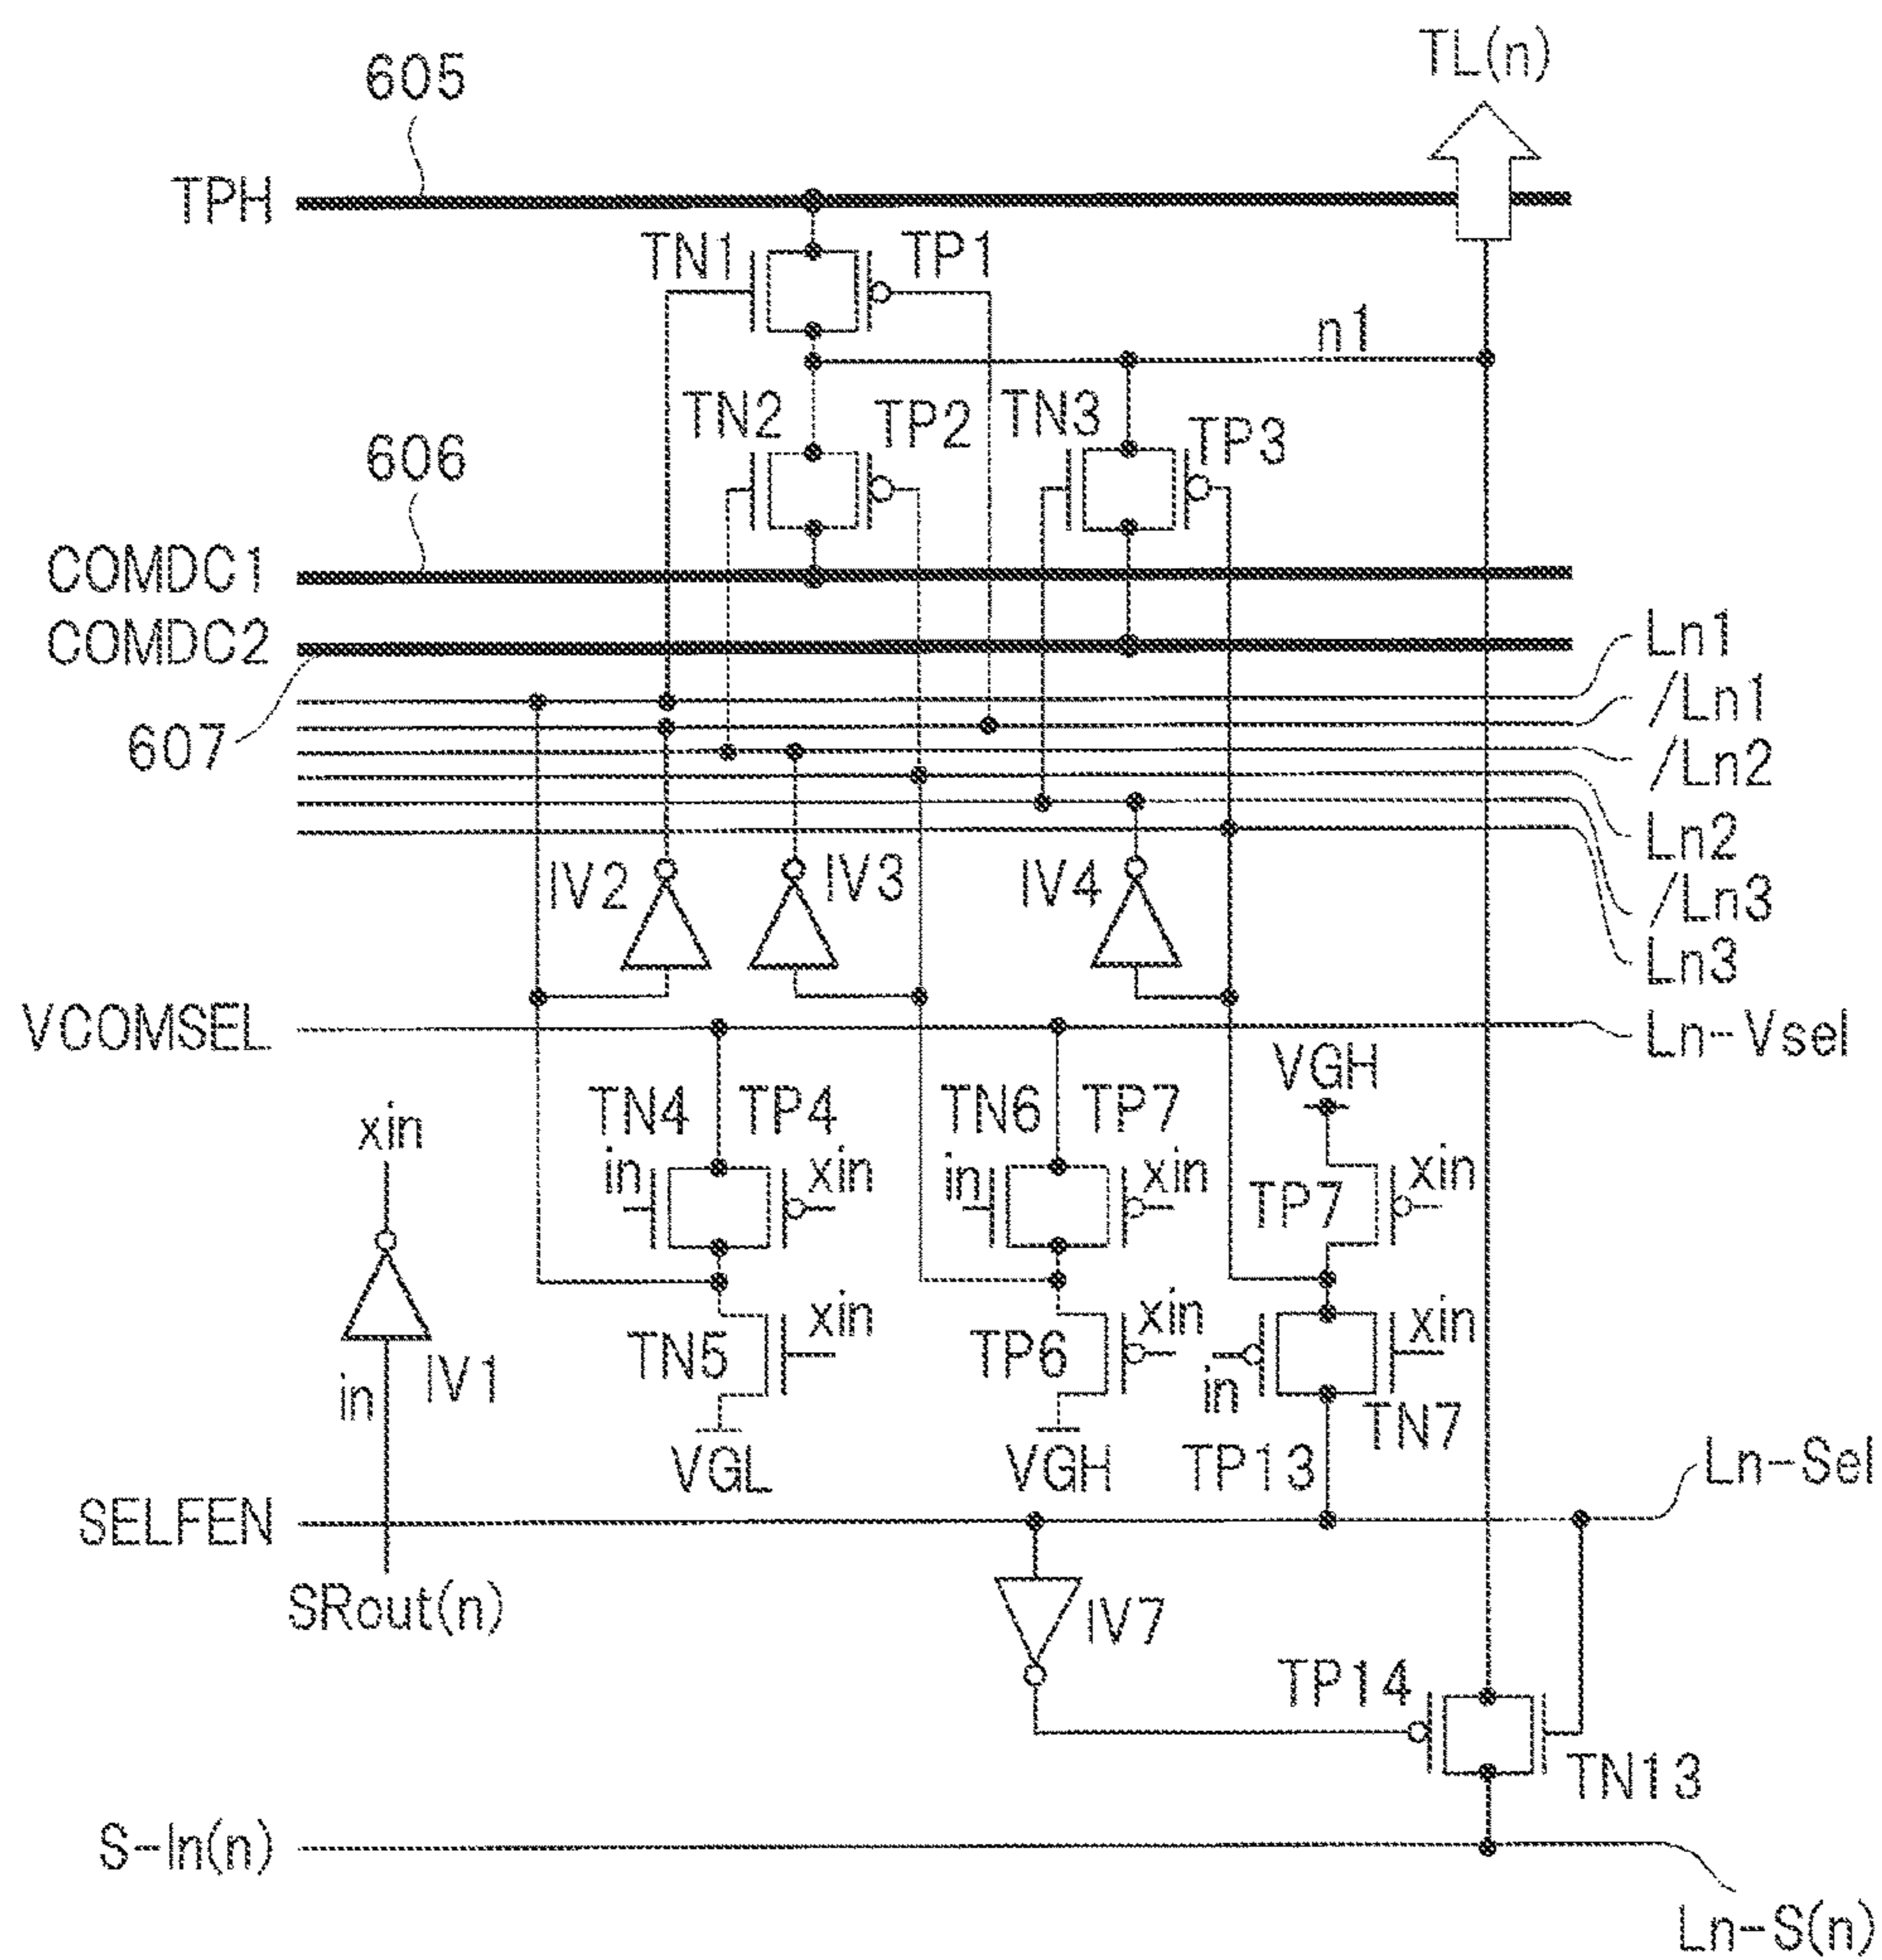 TL(n)
605
TPH
TN1
TP1
n1
TN2
TP2
TN3
TP3
606
COMDC1
COMDC2
607
Ln1
/Ln1
/Ln2
Ln2
/Ln3
Ln3
IV2
IV3
IV4
VCOMSEL
Ln-Vsel
VGH
xin
TN4
TP4
TN6
TP7
in
xin
in
xin
TP7
xin
in
IV1
TN5
xin
TP6
xin
in
xin
VGL
VGH
TP13
TN7
Ln-Sel
SELFEN
SRout(n)
IV7
TP14
TN13
S-In(n)
Ln-S(n)